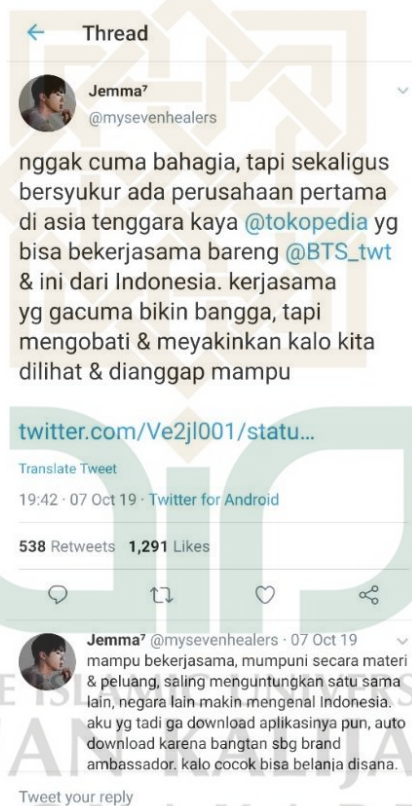 Thread
Jemma⁷
@mysevenhealers
nggak cuma bahagia, tapi sekaligus
bersyukur ada perusahaan pertama
di asia tenggara kaya @tokopedia yg
bisa bekerjasama bareng @BTS_twt
& ini dari Indonesia. kerjasama
yg gacuma bikin bangga, tapi
mengobati & meyakinkan kalo kita
dilihat & dianggap mampu
twitter.com/Ve2jl001/statu...
Translate Tweet
19:42 · 07 Oct 19 · Twitter for Android
538 Retweets 1,291 Likes
Jemma⁷ @mysevenhealers · 07 Oct 19
mampu bekerjasama, mumpuni secara materi
& peluang, saling menguntungkan satu sama
lain, negara lain makin mengenal Indonesia.
aku yg tadi ga download aplikasinya pun, auto
download karena bangtan sbg brand
ambassador. kalo cocok bisa belanja disana.
Tweet your reply